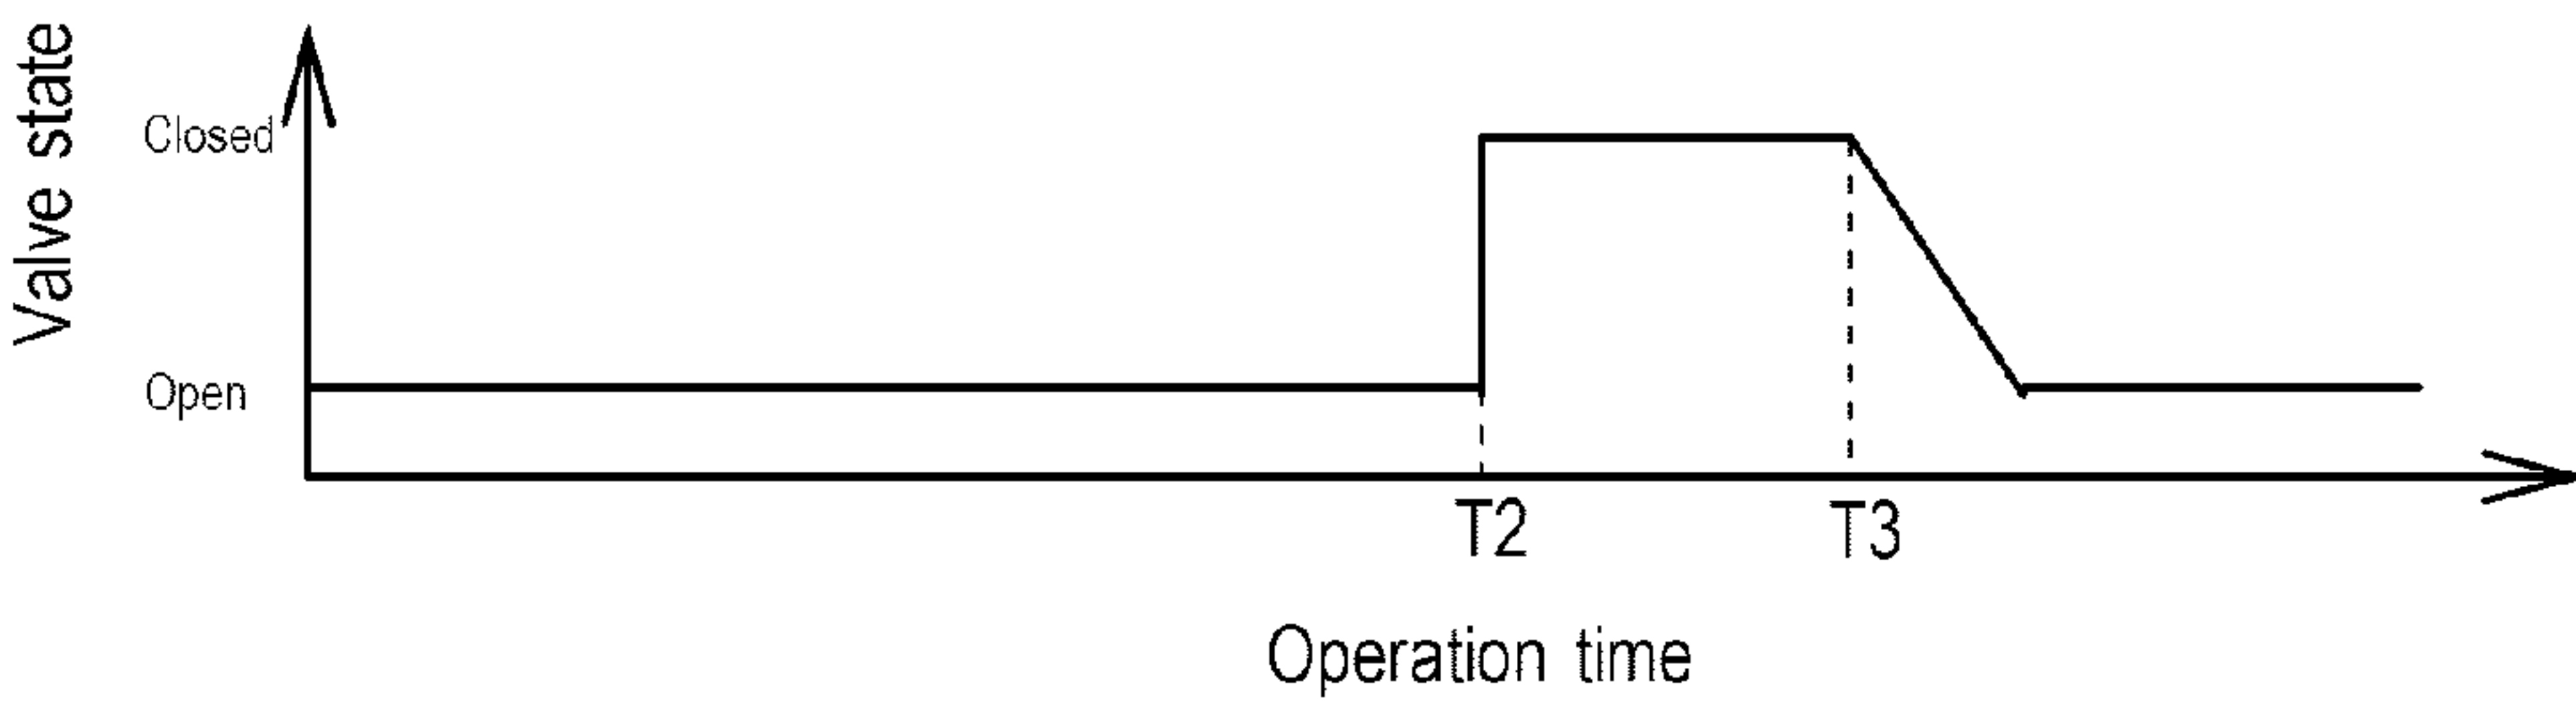 Valve state
Closed
Open
T2 T3
Operation time